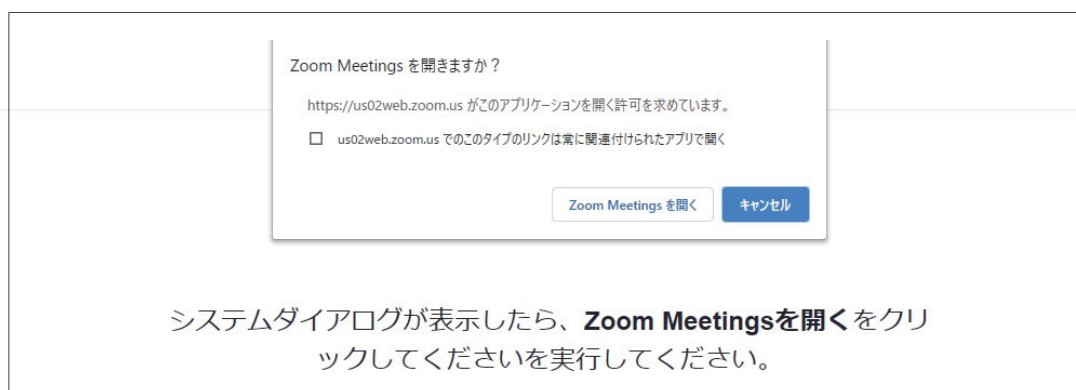 Zoom Meetings を開きますか？
https://us02web.zoom.us がこのアプリケーションを開く許可を求めています。
us02web.zoom.us でのこのタイプのリンクは常に関連付けられたアプリで開く
Zoom Meetings を開く キャンセル
システムダイアログが表示したら、Zoom Meetingsを開くをクリ
ックしてくださいを実行してください。